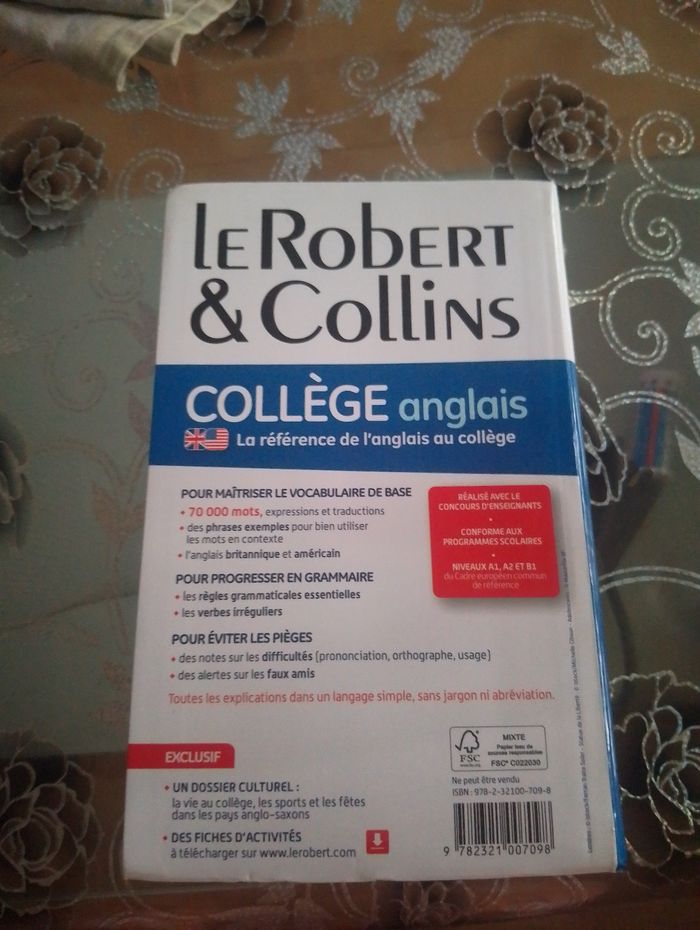 leRobert
& Collins
COLLÈGE anglais
La référence de l'anglais au collège
POUR MAÎTRISER LE VOCABULAIRE DE BASE
• 70 000 mots, expressions et traductions
• des phrases exemples pour bien utiliser
les mots en contexte
• l'anglais britannique et américain
POUR PROGRESSER EN GRAMMAIRE
• les règles grammaticales essentielles
• les verbes irréguliers
POUR ÉVITER LES PIÈGES
• des notes sur les difficultés (prononciation, orthographe, usage)
• des alertes sur les faux amis
Toutes les explications dans un langage simple, sans jargon ni abréviation.
RÉALISÉ AVEC LE
CONCOURS D'ENSEIGNANTS
•
CONFORME AUX
PROGRAMMES SCOLAIRES
•
NIVEAUX A1, A2 ET B1
du Cadre européen commun
de référence
EXCLUSIF
• UN DOSSIER CULTUREL :
la vie au collège, les sports et les fêtes
dans les pays anglo-saxons
• DES FICHES D'ACTIVITÉS
à télécharger sur www.lerobert.com
FSC
MIXTE
Papier issu de
sources responsables
FSC® C022030
Ne peut être vendu
ISBN : 978-2-32100-709-8
9 782321 007098